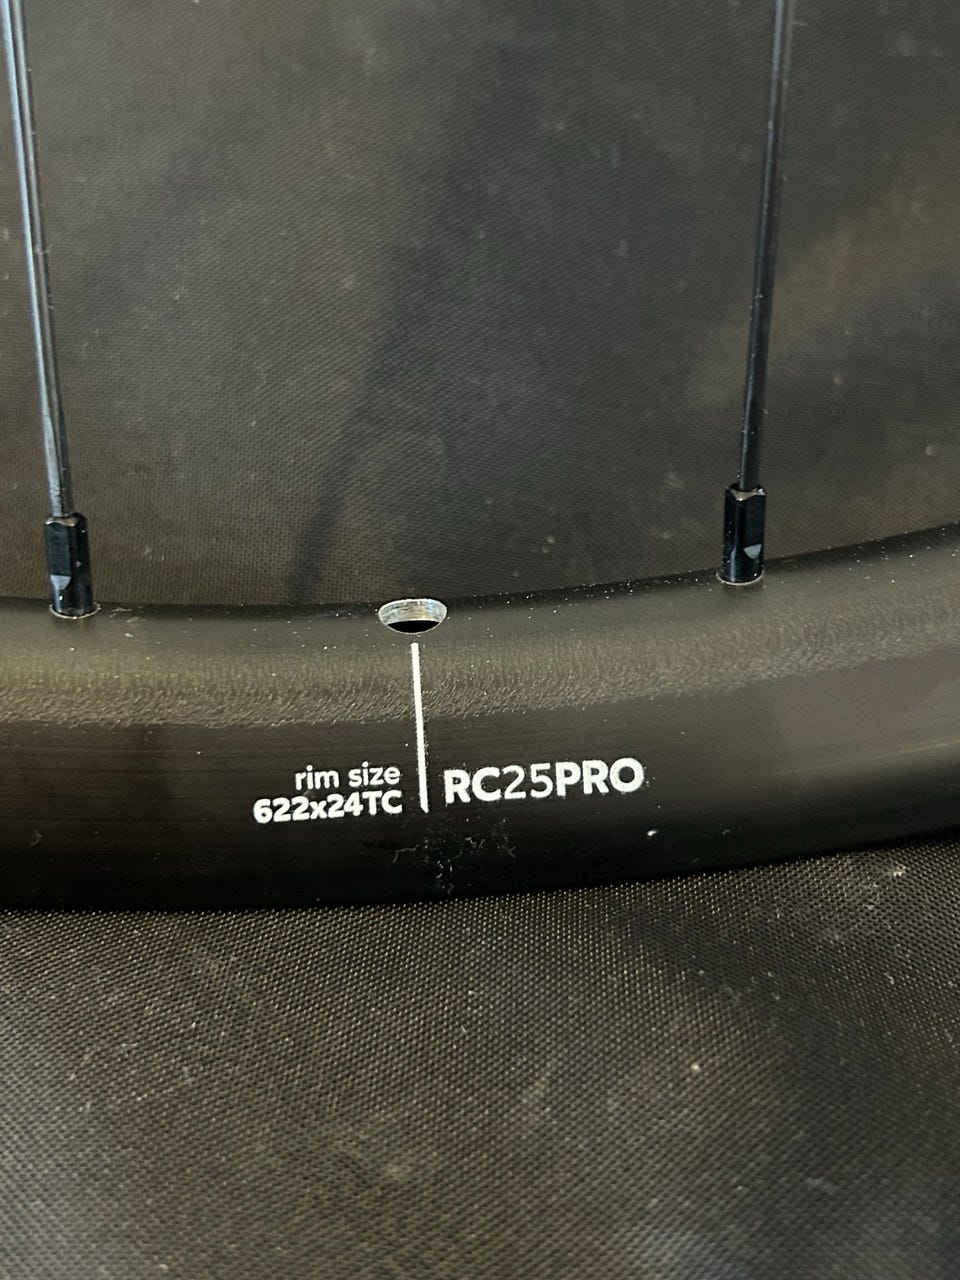 rim size
622x24TC
RC25PRO